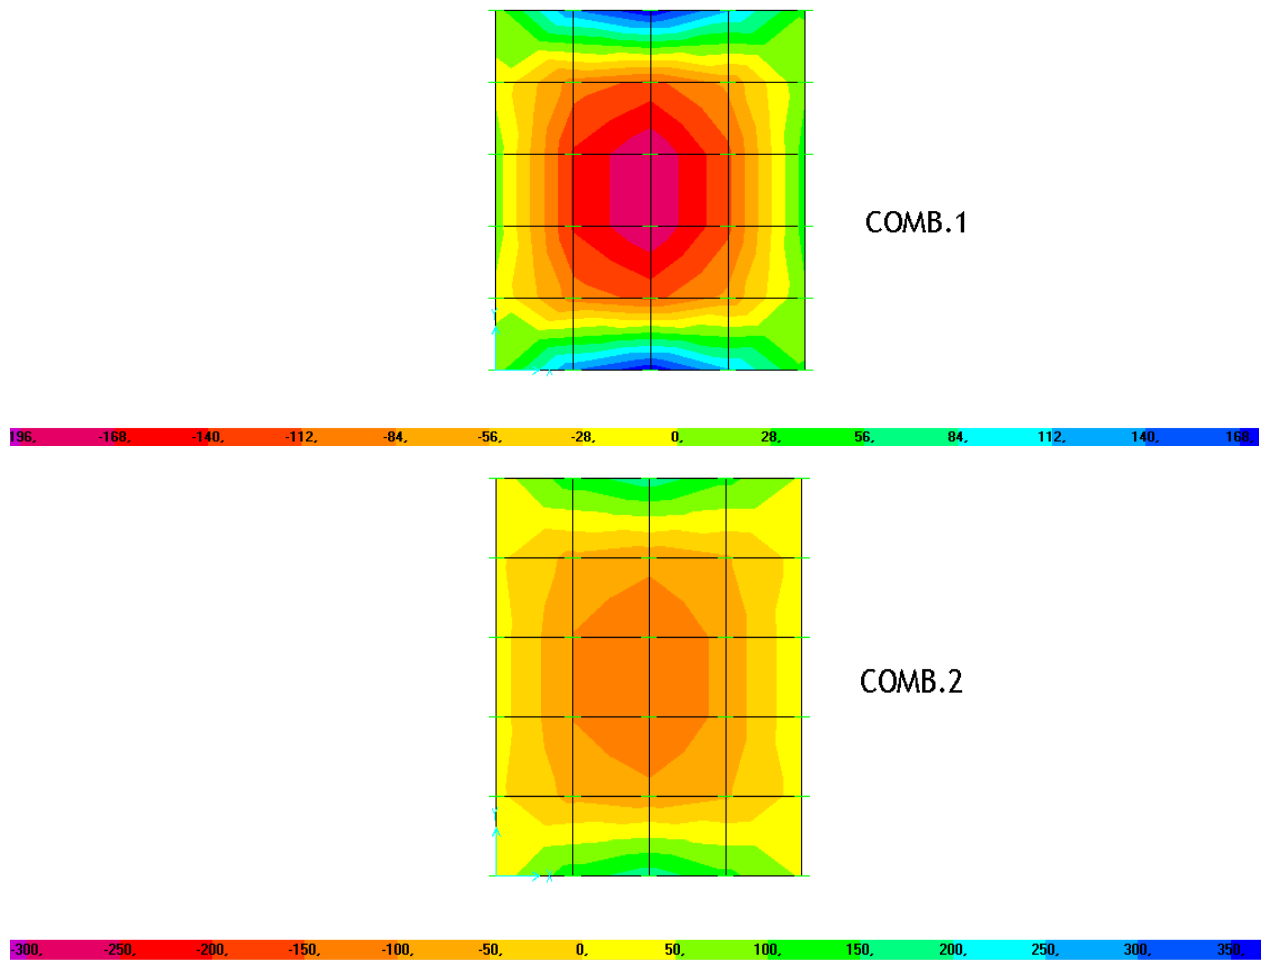 COMB.1
196, -168, -140, -112, -84, -56, -28, 0, 28, 56, 84, 112, 140, 168,
COMB.2
-300, -250, -200, -150, -100, -50, 0, 50, 100, 150, 200, 250, 300, 350,